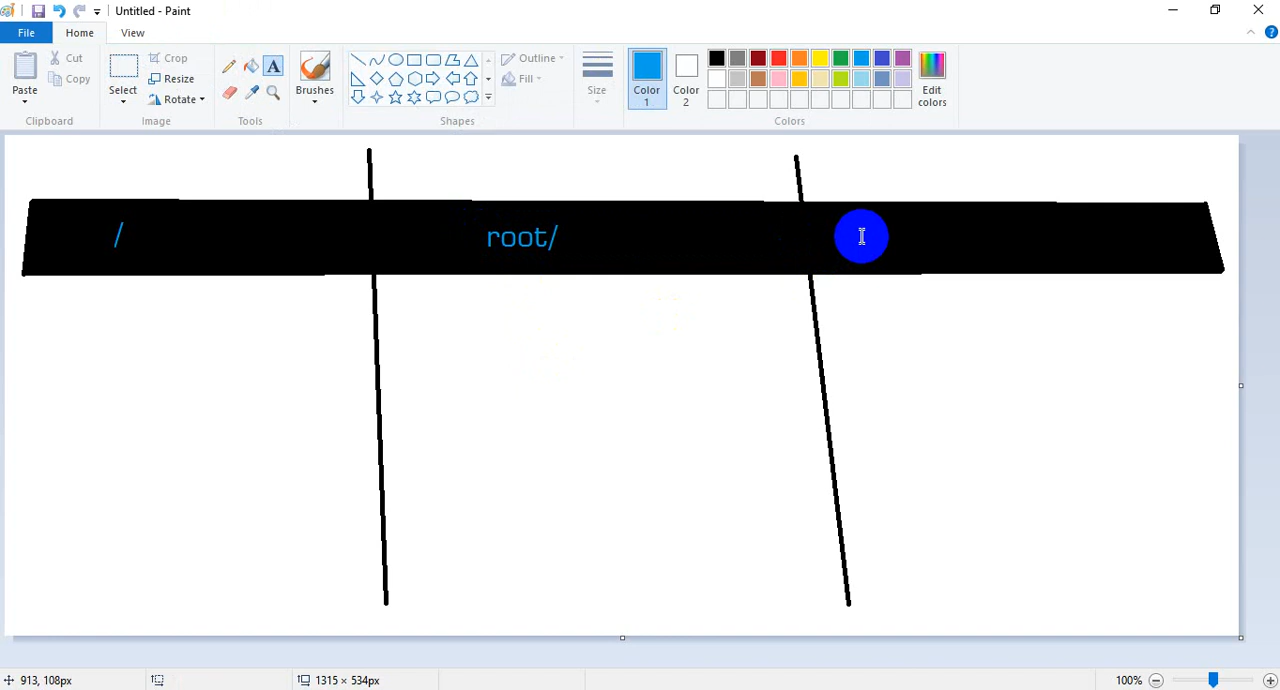 Untitled - Paint
File Home View
Paste Cut Copy
Clipboard
Select Crop Resize Rotate
Image
A
Tools
Brushes
Outline Fill
Shapes
Size
Color 1
Color 2
Edit colors
Colors
/ root/
913, 108px
1315 × 534px
100%